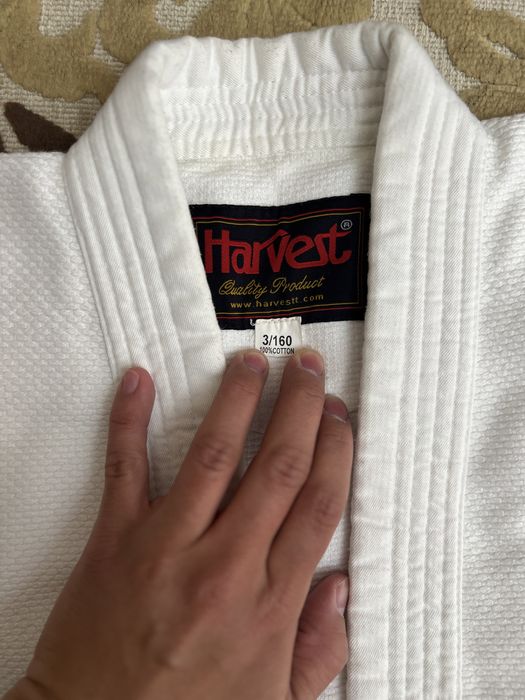 Harvest®
Quality Product
www.harvestt.com
3/160
100%COTTON